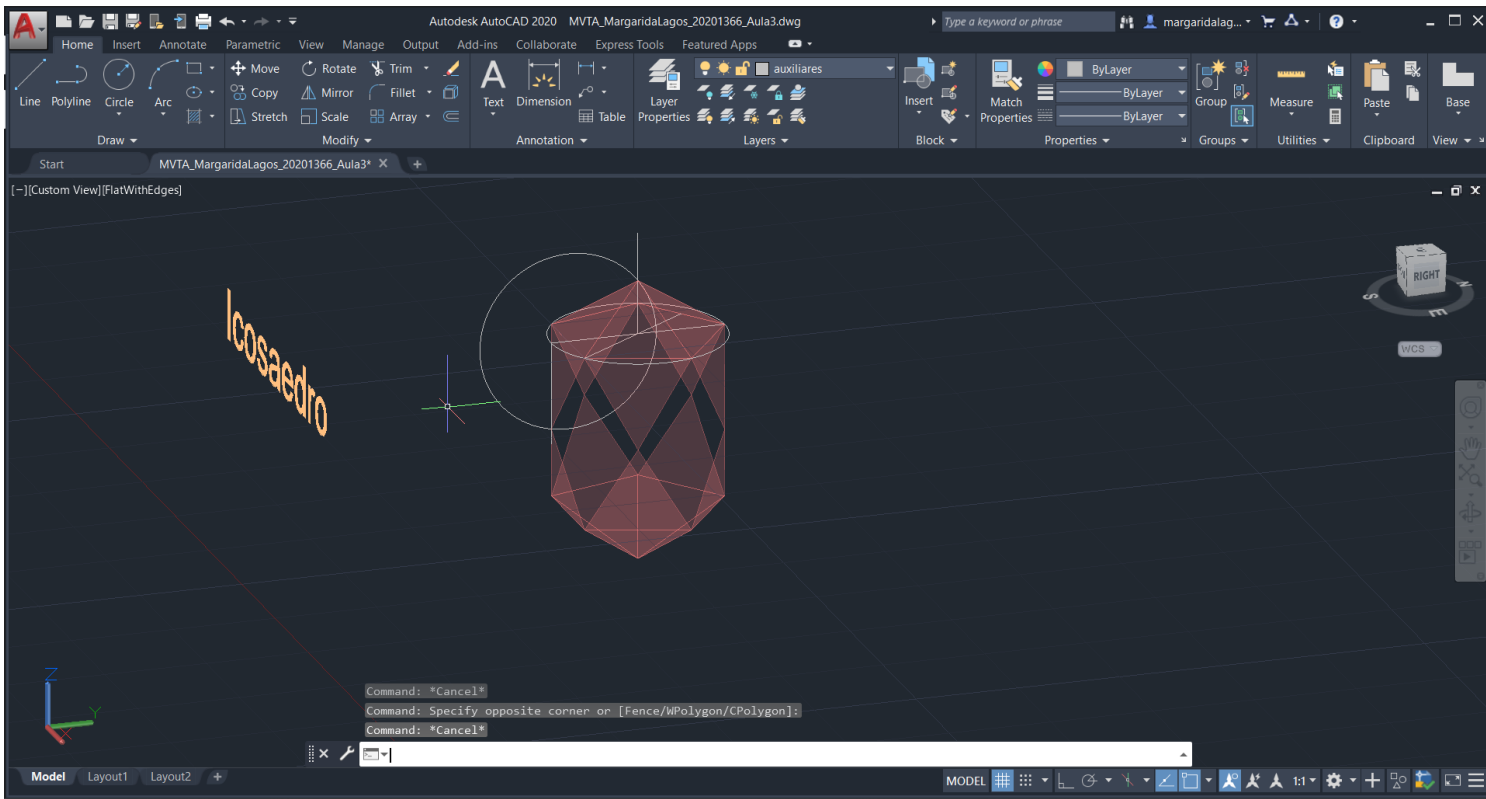 Autodesk AutoCAD 2020 MVTA_MargaridaLagos_20201366_Aula3.dwg Type a keyword or phrase margaridalag...
Home Insert Annotate Parametric View Manage Output Add-ins Collaborate Express Tools Featured Apps
Move Rotate Trim auxiliares ByLayer
Line Polyline Circle Arc Copy Mirror Fillet Text Dimension Layer Properties Insert Match Properties ByLayer Group Measure Paste Base
Stretch Scale Array Table ByLayer
Draw Modify Annotation Layers Block Properties Groups Utilities Clipboard View
Start MVTA_MargaridaLagos_20201366_Aula3*
[−][Custom View][FlatWithEdges]
RIGHT
S N E
WCS
Icosaedro
Z
Y
X
Command: *Cancel*
Command: Specify opposite corner or [Fence/WPolygon/CPolygon]:
Command: *Cancel*
Model Layout1 Layout2 + MODEL 1:1